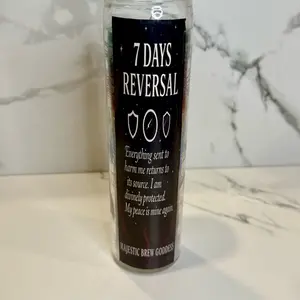 7 DAYS
REVERSAL
Everything sent to
harm me returns to
its source. I am
divinely protected.
My peace is mine again.
MAJESTIC BREW GODDESS